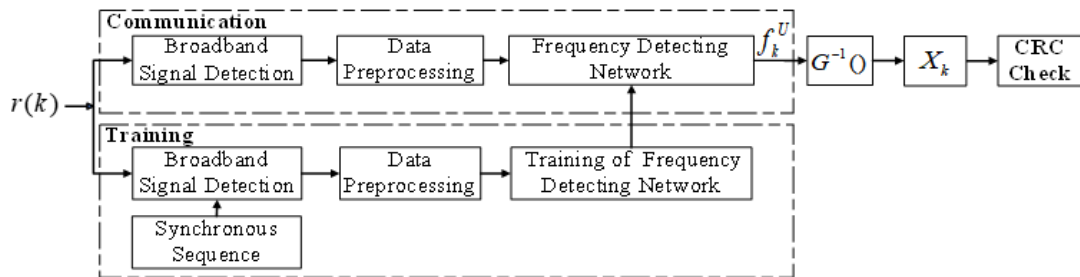 Communication
Broadband
Signal Detection
Data
Preprocessing
Frequency Detecting
Network
f_k^U
G^{-1}()
X_k
CRC
Check
r(k)
Training
Broadband
Signal Detection
Data
Preprocessing
Training of Frequency
Detecting Network
Synchronous
Sequence